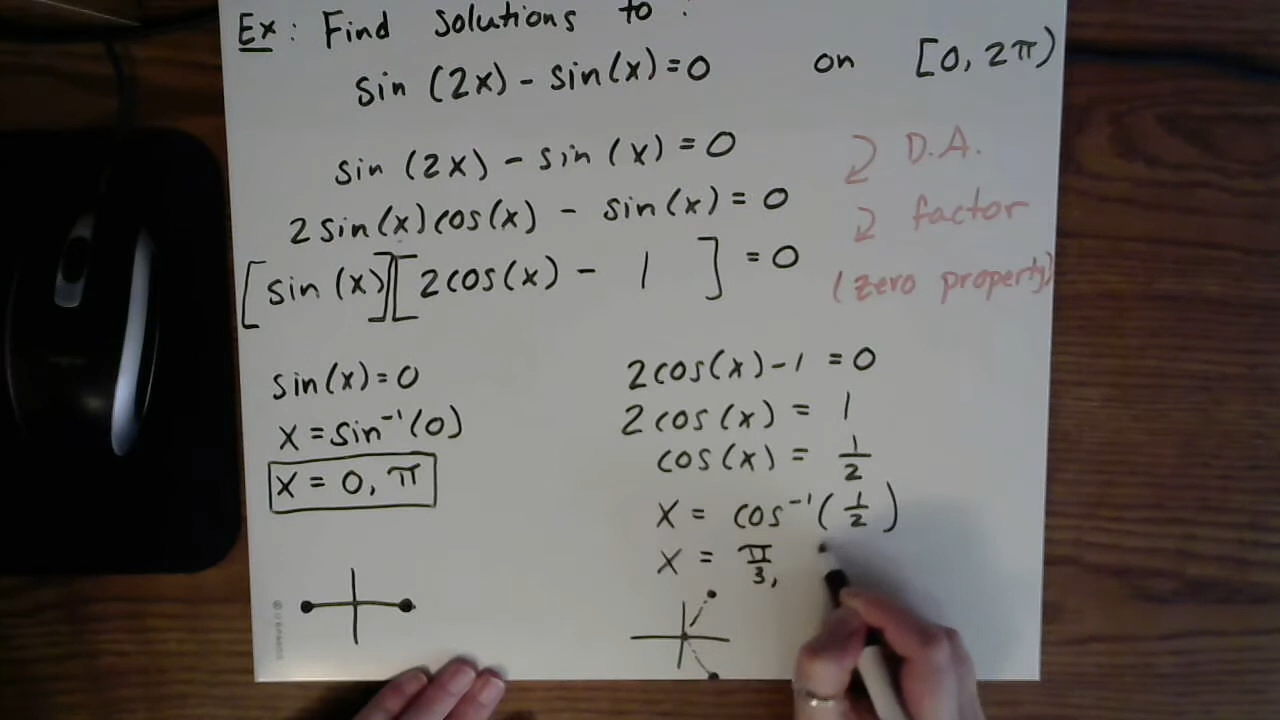 Ex: Find solutions to :
sin (2x) - sin(x) = 0 on [0, 2π)
sin (2x) - sin (x) = 0 D.A.
2 sin(x) cos(x) - sin(x) = 0 factor
[sin (x)][2cos(x) - 1 ] = 0 (zero property)
sin(x) = 0
x = sin⁻¹(0)
x = 0, π
2cos(x) - 1 = 0
2cos(x) = 1
cos(x) = 1/2
x = cos⁻¹(1/2)
x = π/3,